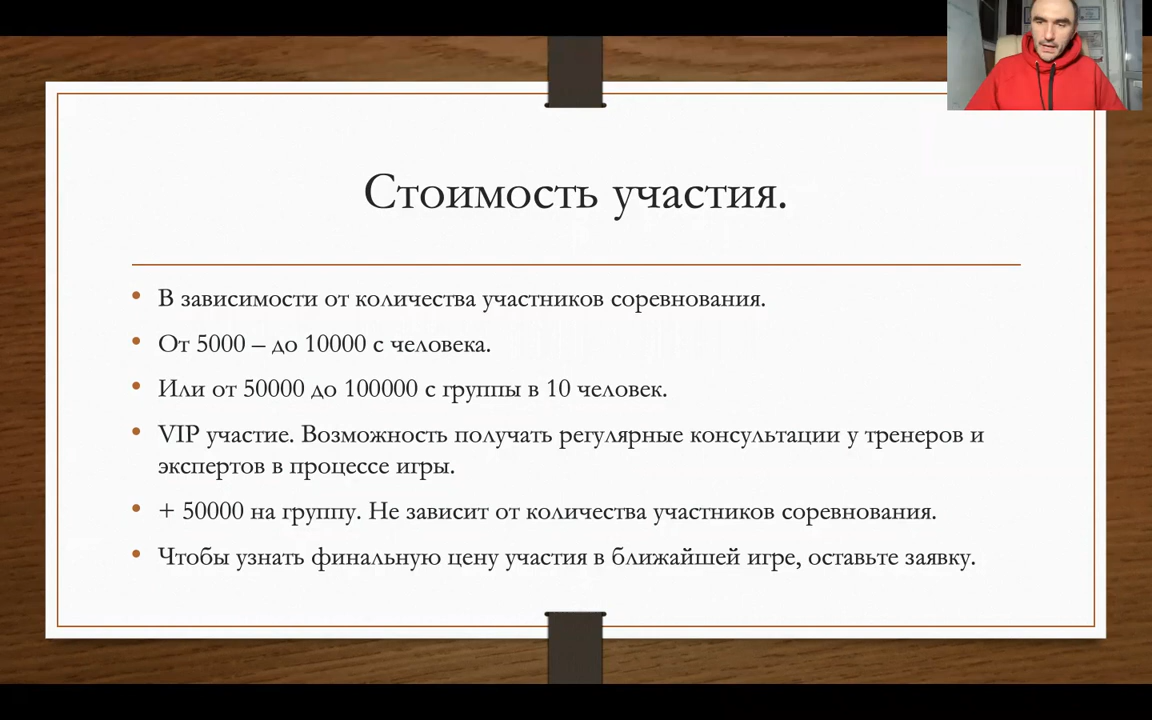 Стоимость участия.
В зависимости от количества участников соревнования.
От 5000 – до 10000 с человека.
Или от 50000 до 100000 с группы в 10 человек.
VIP участие. Возможность получать регулярные консультации у тренеров и
экспертов в процессе игры.
+ 50000 на группу. Не зависит от количества участников соревнования.
Чтобы узнать финальную цену участия в ближайшей игре, оставьте заявку.